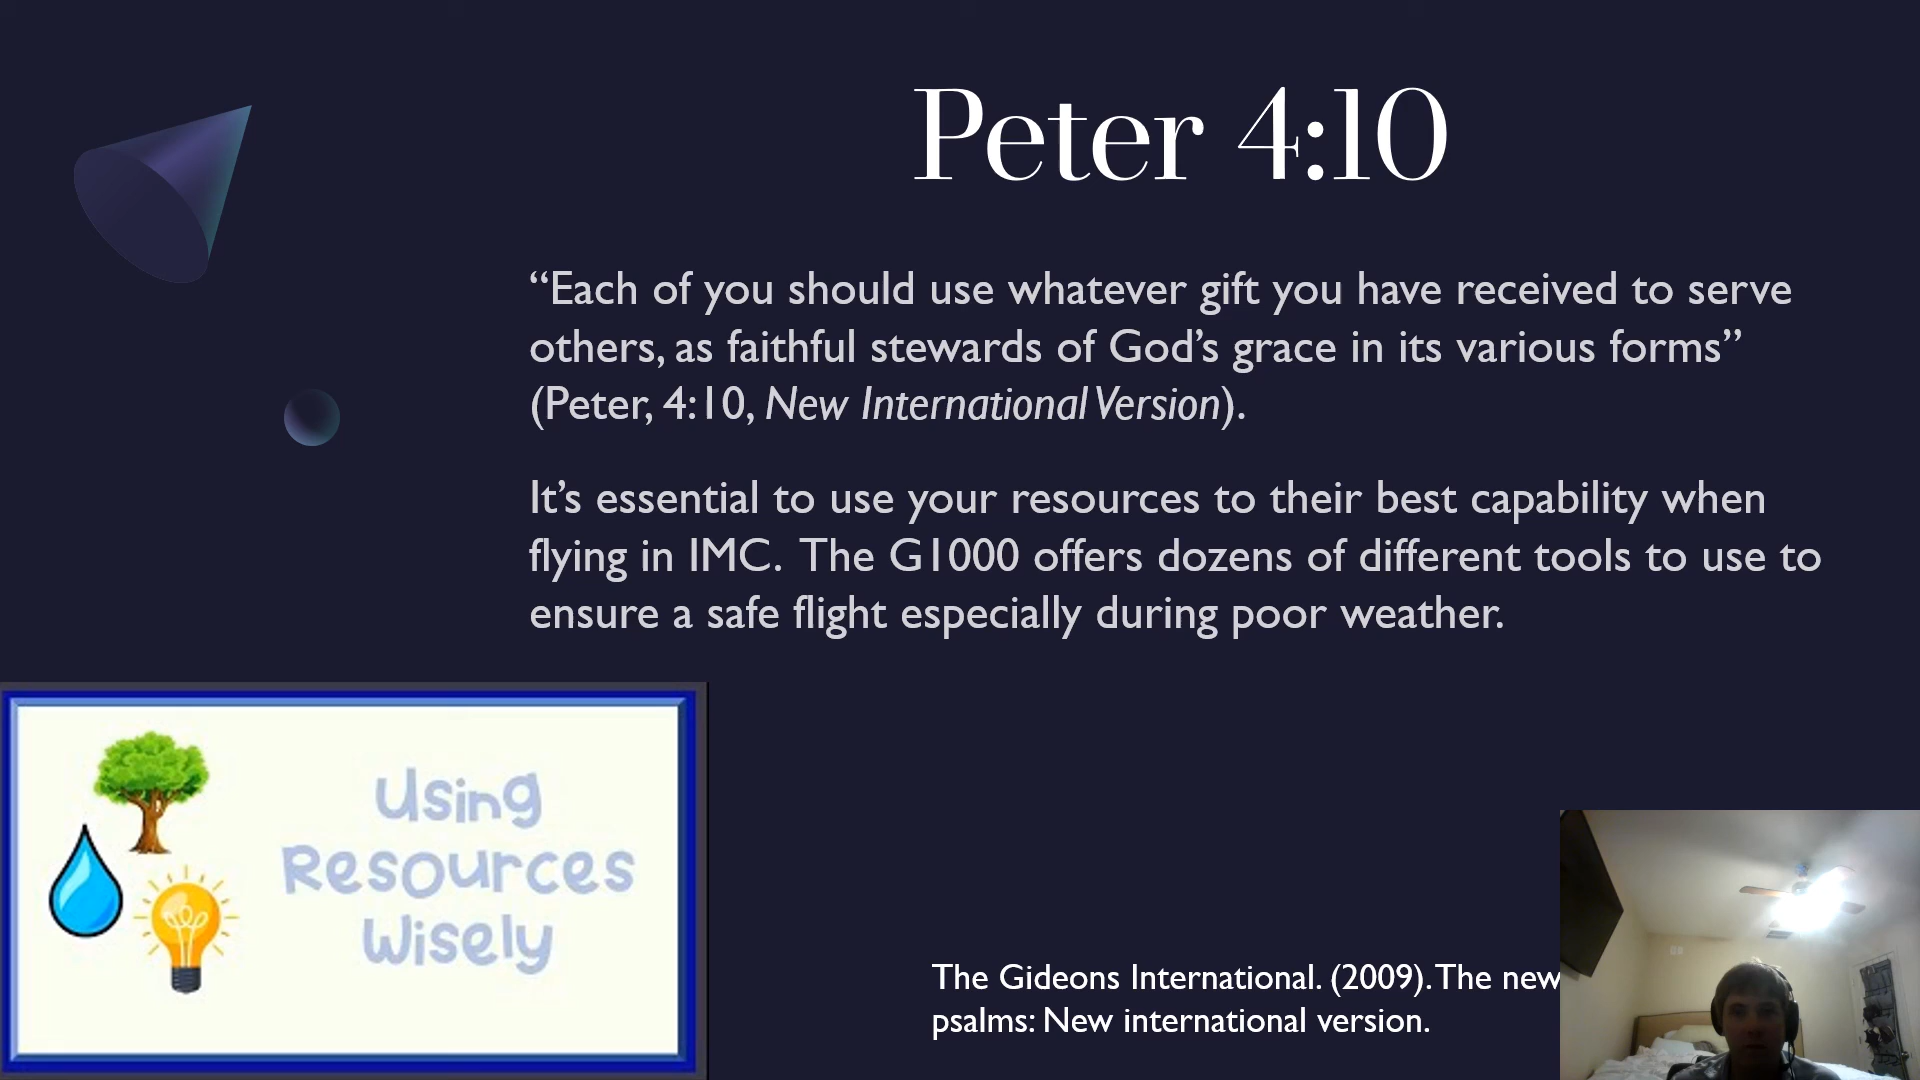 Peter 4:10
“Each of you should use whatever gift you have received to serve
others, as faithful stewards of God’s grace in its various forms”
(Peter, 4:10, New International Version).
It’s essential to use your resources to their best capability when
flying in IMC. The G1000 offers dozens of different tools to use to
ensure a safe flight especially during poor weather.
Using
Resources
Wisely
The Gideons International. (2009). The new
psalms: New international version.